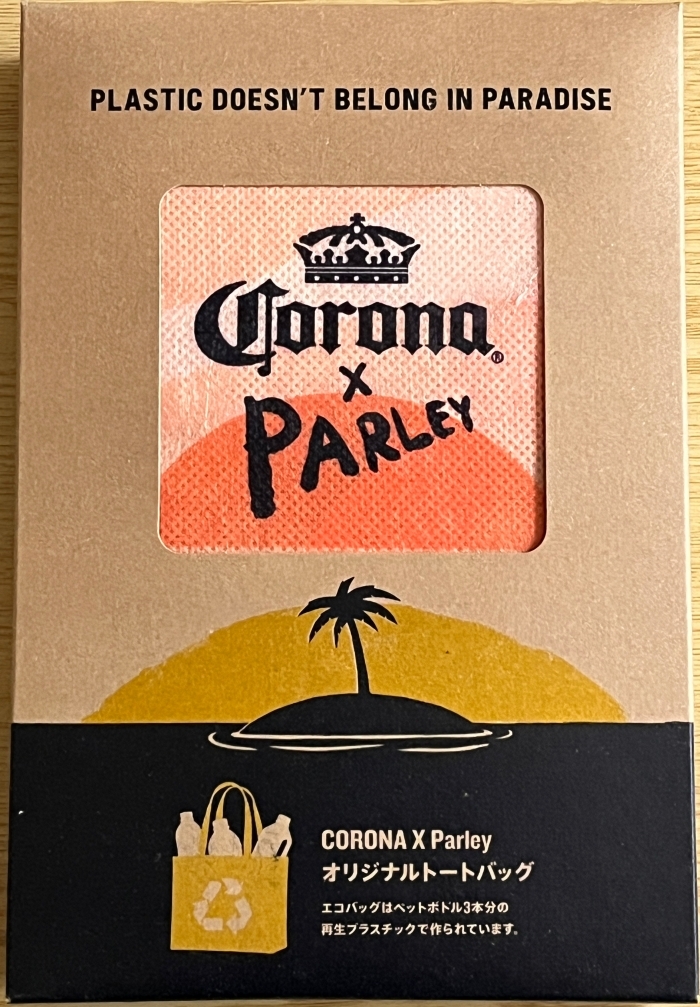 PLASTIC DOESN'T BELONG IN PARADISE
Corona®
X
PARLEY
CORONA X Parley
オリジナルトートバッグ
エコバッグはペットボトル3本分の
再生プラスチックで作られています。